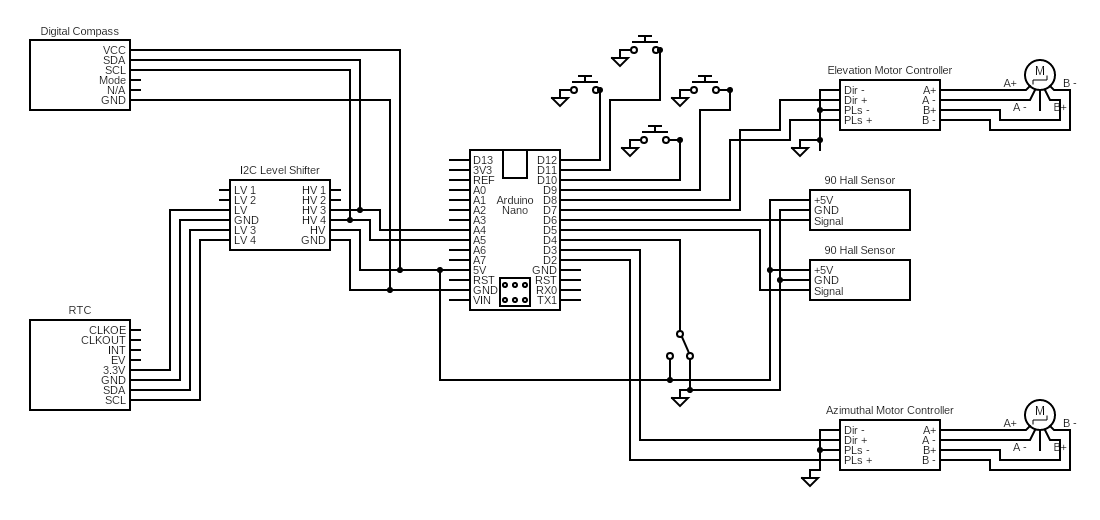 Digital Compass
VCC
SDA
SCL
Mode
N/A
GND
I2C Level Shifter
LV 1
LV 2
LV
GND
LV 3
LV 4
HV 1
HV 2
HV 3
HV 4
HV
GND
RTC
CLKOE
CLKOUT
INT
EV
3.3V
GND
SDA
SCL
Arduino
Nano
D13
3V3
REF
A0
A1
A2
A3
A4
A5
A6
A7
5V
RST
GND
VIN
D12
D11
D10
D9
D8
D7
D6
D5
D4
D3
D2
GND
RST
RX0
TX1
Elevation Motor Controller
Dir -
Dir +
PLs -
PLs +
A+
A -
B+
B -
M
A+
B -
A -
B+
90 Hall Sensor
+5V
GND
Signal
90 Hall Sensor
+5V
GND
Signal
Azimuthal Motor Controller
Dir -
Dir +
PLs -
PLs +
A+
A -
B+
B -
M
A+
B -
A -
B+